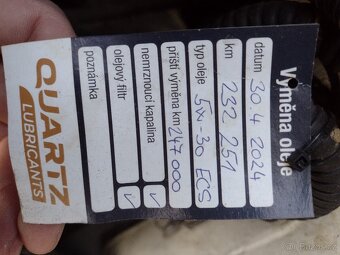 Výměna oleje
datum 30.4 2024
km 232 251
typ oleje 5W-30 ECS
příští výměna km 247 000
nemrznoucí kapalina ✓
olejový filtr ✓
poznámka
QUARTZ
LUBRICANTS